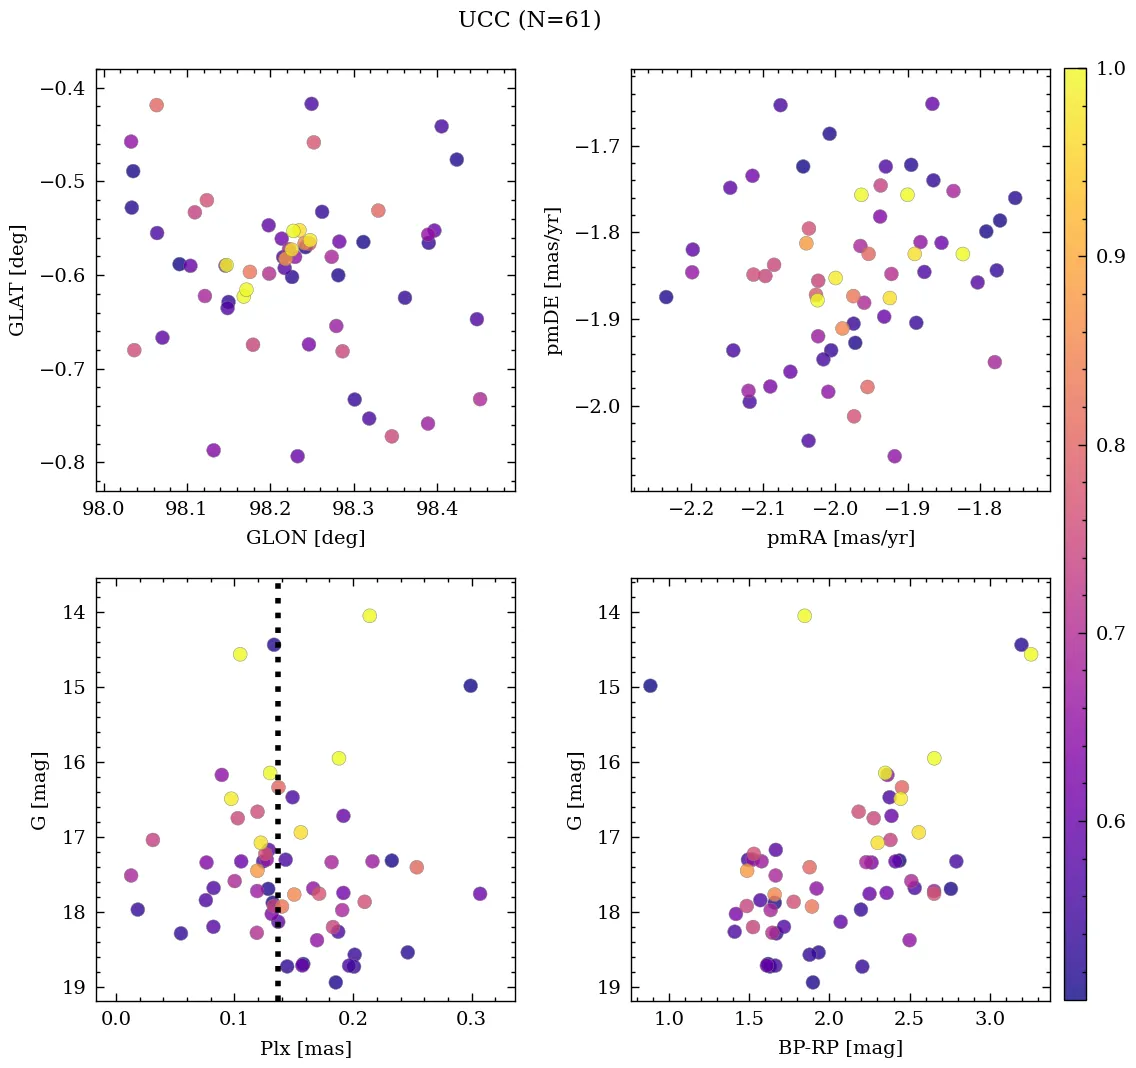 UCC (N=61)
−0.4
−0.5
−0.6
−0.7
−0.8
GLAT [deg]
98.0 98.1 98.2 98.3 98.4
GLON [deg]
−1.7
−1.8
−1.9
−2.0
pmDE [mas/yr]
−2.2 −2.1 −2.0 −1.9 −1.8
pmRA [mas/yr]
1.0
0.9
0.8
0.7
0.6
14
15
16
17
18
19
G [mag]
0.0 0.1 0.2 0.3
Plx [mas]
14
15
16
17
18
19
G [mag]
1.0 1.5 2.0 2.5 3.0
BP-RP [mag]